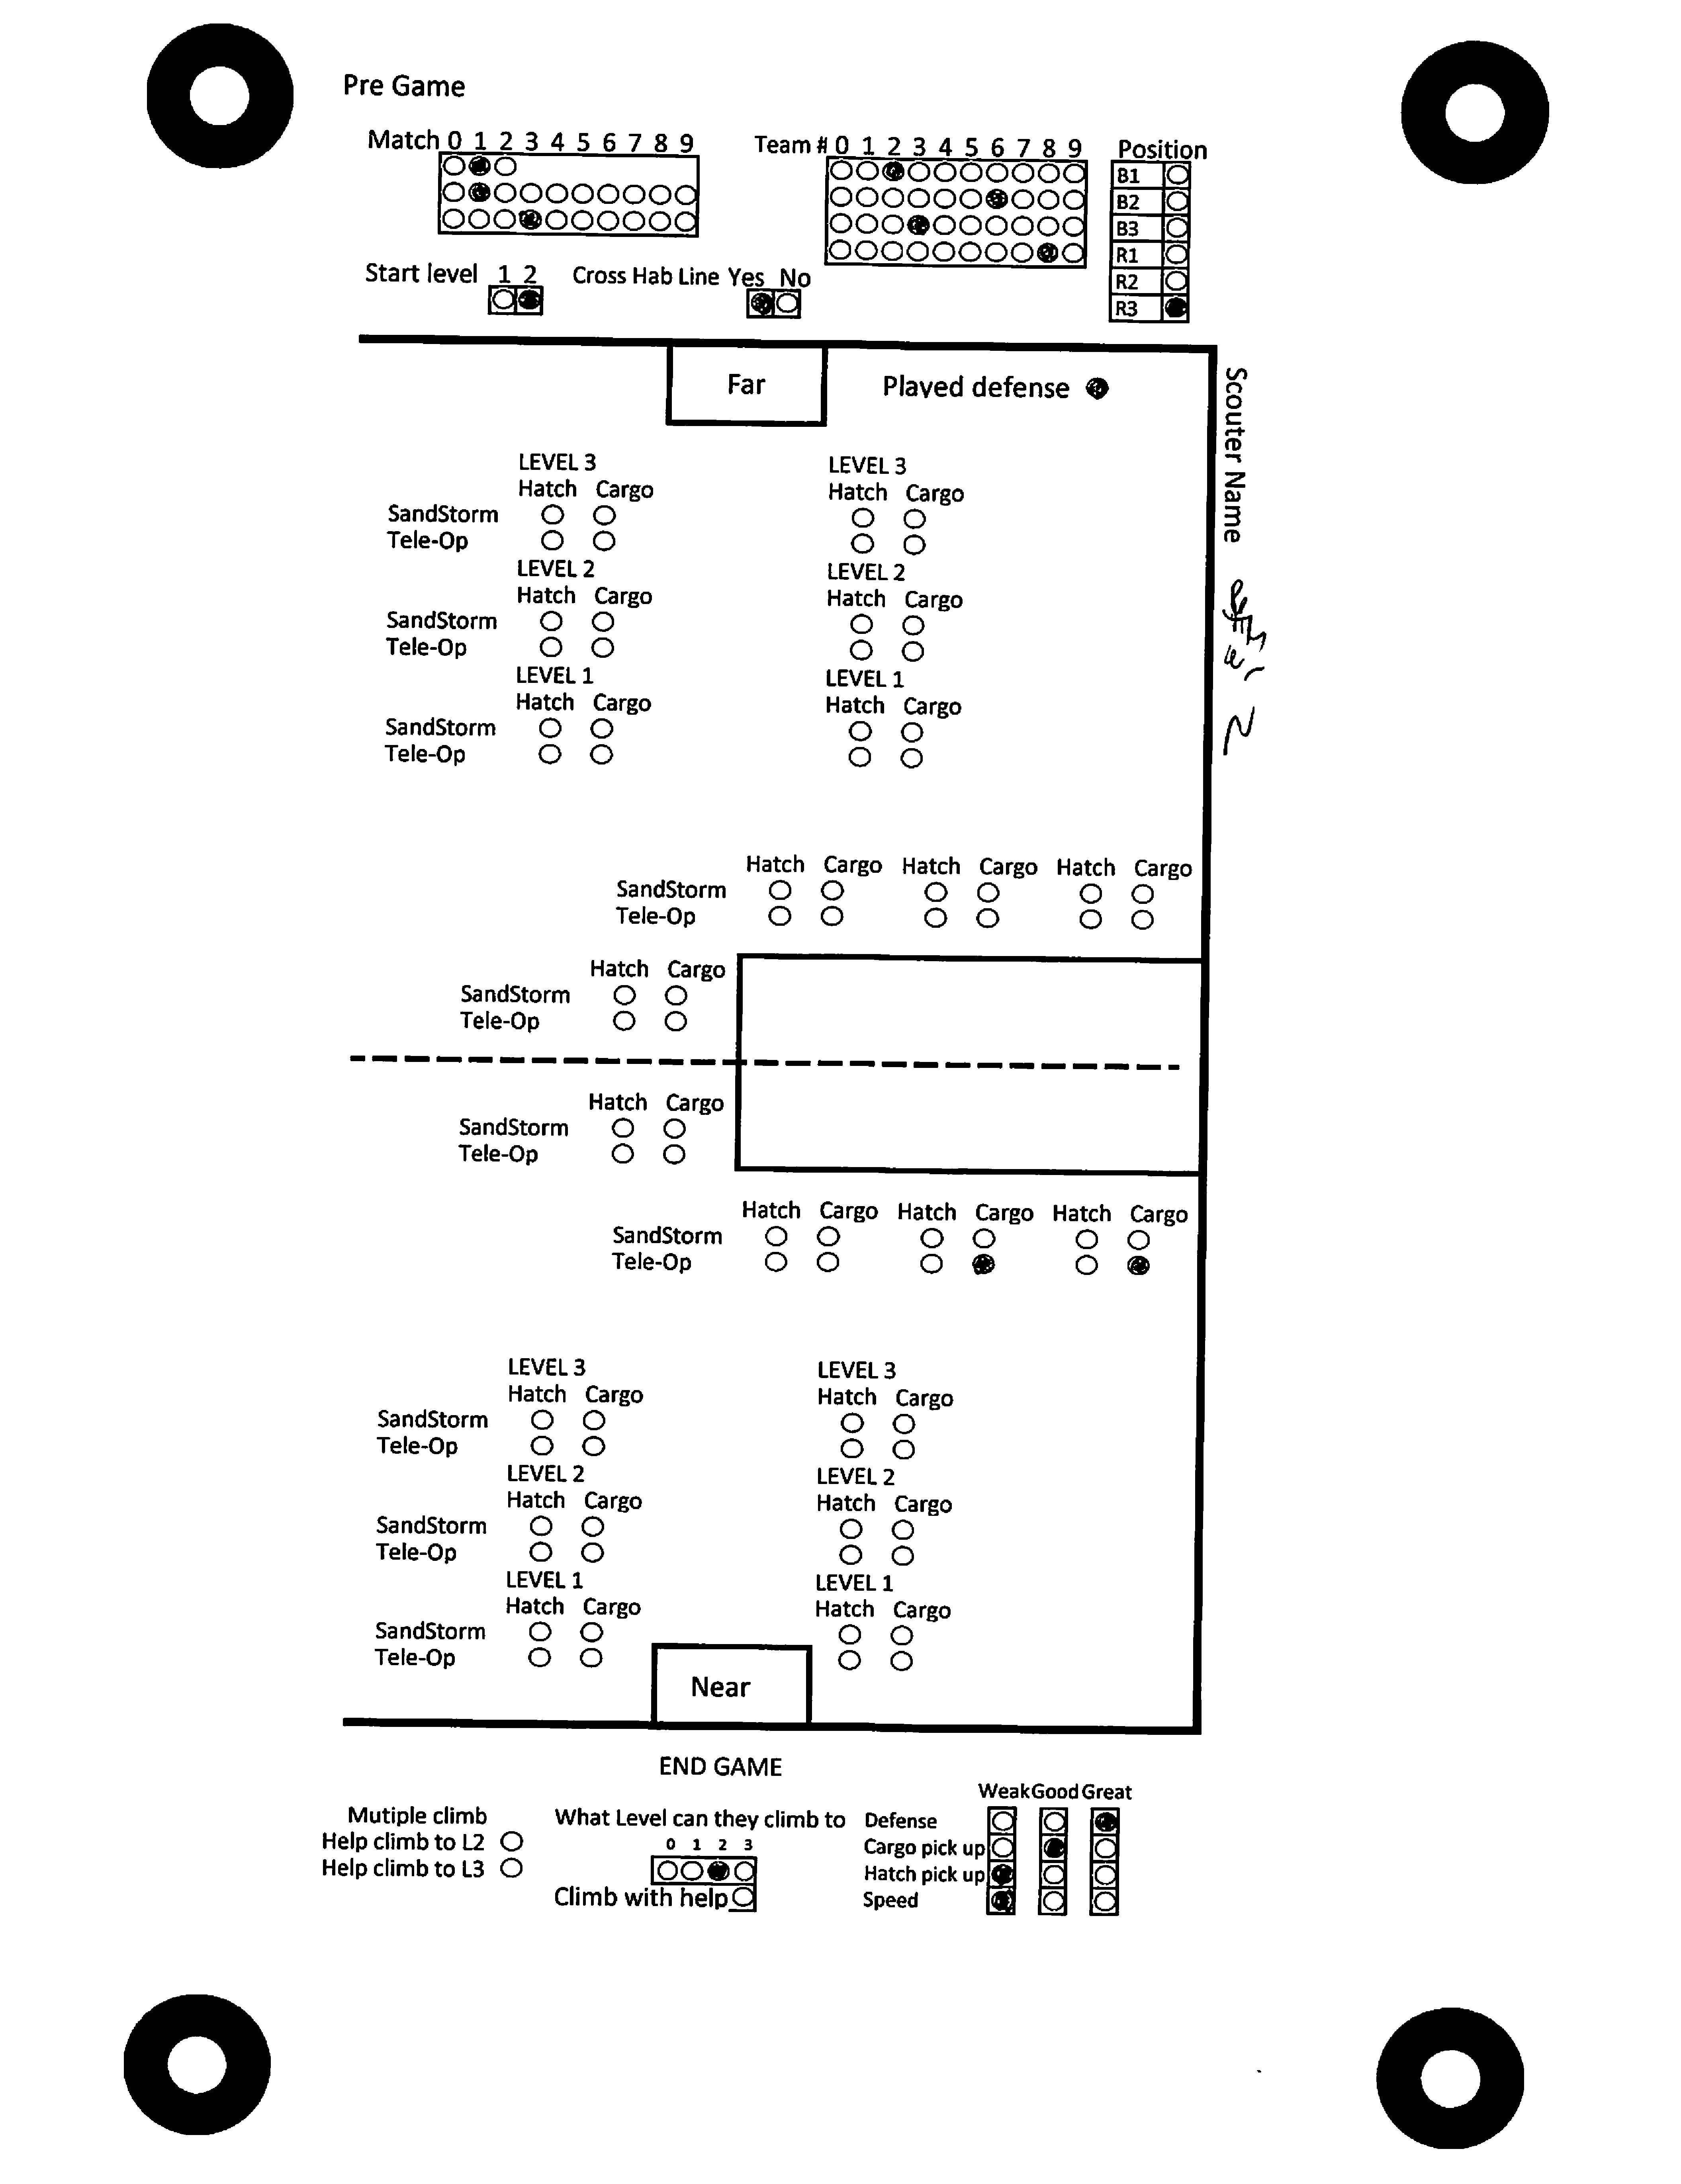 Pre Game
Match 0 1 2 3 4 5 6 7 8 9
Team # 0 1 2 3 4 5 6 7 8 9
Position
B1
B2
B3
R1
R2
R3
Start level 1 2
Cross Hab Line Yes No
Far
Played defense
Scouter Name
LEVEL 3 LEVEL 3
Hatch Cargo Hatch Cargo
SandStorm
Tele-Op
LEVEL 2 LEVEL 2
Hatch Cargo Hatch Cargo
SandStorm
Tele-Op
LEVEL 1 LEVEL 1
Hatch Cargo Hatch Cargo
SandStorm
Tele-Op
Hatch Cargo Hatch Cargo Hatch Cargo
SandStorm
Tele-Op
Hatch Cargo
SandStorm
Tele-Op
Hatch Cargo
SandStorm
Tele-Op
Hatch Cargo Hatch Cargo Hatch Cargo
SandStorm
Tele-Op
LEVEL 3 LEVEL 3
Hatch Cargo Hatch Cargo
SandStorm
Tele-Op
LEVEL 2 LEVEL 2
Hatch Cargo Hatch Cargo
SandStorm
Tele-Op
LEVEL 1 LEVEL 1
Hatch Cargo Hatch Cargo
SandStorm
Tele-Op
Near
END GAME
Mutiple climb
Help climb to L2
Help climb to L3
What Level can they climb to
0 1 2 3
Climb with help
Weak Good Great
Defense
Cargo pick up
Hatch pick up
Speed